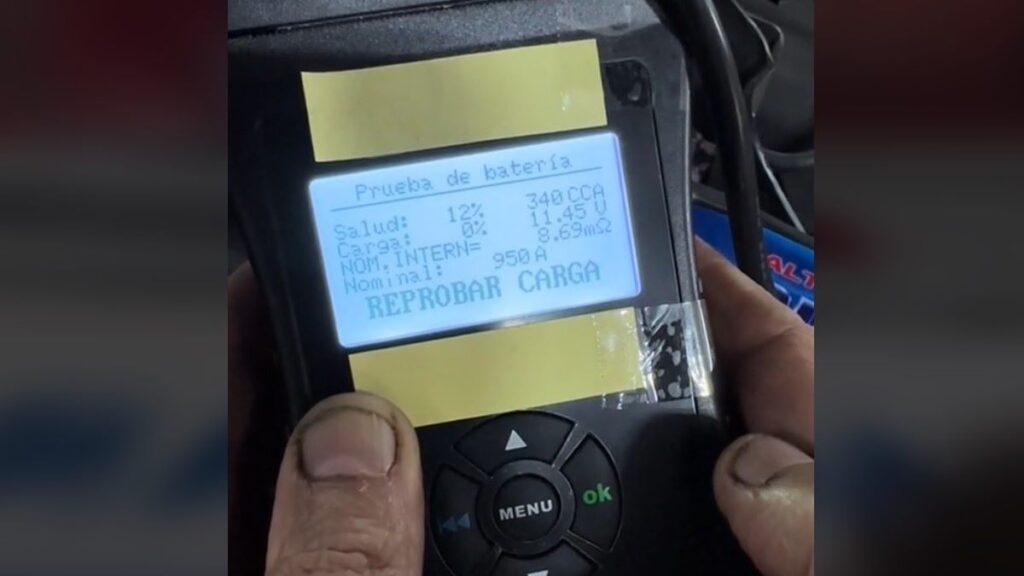 Prueba de batería
Salud: 12% 340 CCA
Carga: 0% 11.45 V
NOM. INTERN= 8.69mΩ
Nominal: 950 A
REPROBAR CARGA
MENU
ok
ALT